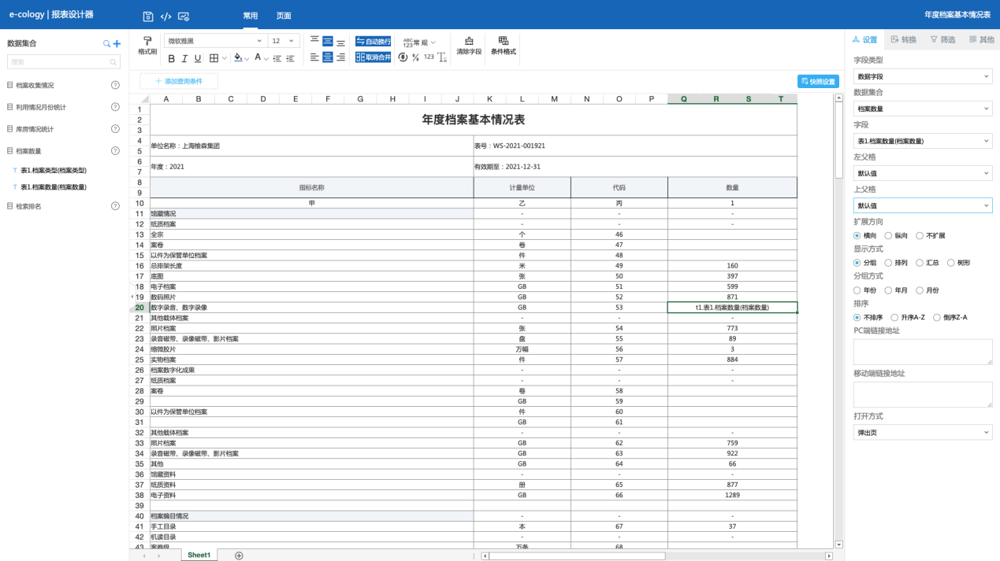 e-cology | 报表设计器
常用 页面
年度档案基本情况表
数据集合
搜索
档案收集情况
利用情况月份统计
库房情况统计
档案数量
T 表1.档案类型(档案类型)
T 表1.档案数量(档案数量)
检索排名
格式刷
微软雅黑 12
B I U A
自动换行
取消合并
ABC 123 常 规
% 123
清除字段
条件格式
添加查询条件
快照设置
A B C D E F G H I J K L M N O P Q R S T
1
2 年度档案基本情况表
3
4
5 单位名称：上海维森集团 表号：WS-2021-001921
6
7 年度：2021 有效期至：2021-12-31
8
9 指标名称 计量单位 代码 数量
10 甲 乙 丙 1
11 馆藏情况 - - -
12 纸质档案 - - -
13 全宗 个 46
14 案卷 卷 47
15 以件为保管单位档案 件 48
16 总排架长度 米 49 160
17 底图 张 50 397
18 电子档案 GB 51 599
19 数码照片 GB 52 871
20 数字录音、数字录像 GB 53 t1.表1.档案数量(档案数量)
21 其他载体档案 - - -
22 照片档案 张 54 773
23 录音磁带、录像磁带、影片档案 盘 55 89
24 缩微胶片 万幅 56 3
25 实物档案 件 57 884
26 档案数字化成果 - - -
27 纸质档案 - - -
28 案卷 卷 58
29 GB 59
30 以件为保管单位档案 件 60
31 GB 61
32 其他载体档案 - - -
33 照片档案 GB 62 759
34 录音磁带、录像磁带、影片档案 GB 63 922
35 其他 GB 64 66
36 馆藏资料 - - -
37 纸质资料 册 65 877
38 电子资料 GB 66 1289
39
40 档案编目情况 - - -
41 手工目录 本 67 37
42 机读目录 - - -
43 案卷级 万条 68
Sheet1
设置 转换 筛选 其他
字段类型
数据字段
数据集合
档案数量
字段
表1.档案数量(档案数量)
左父格
默认值
上父格
默认值
扩展方向
横向 纵向 不扩展
显示方式
分组 排列 汇总 树形
分组方式
年份 年月 月份
排序
不排序 升序A-Z 倒序Z-A
PC端链接地址
移动端链接地址
打开方式
弹出页